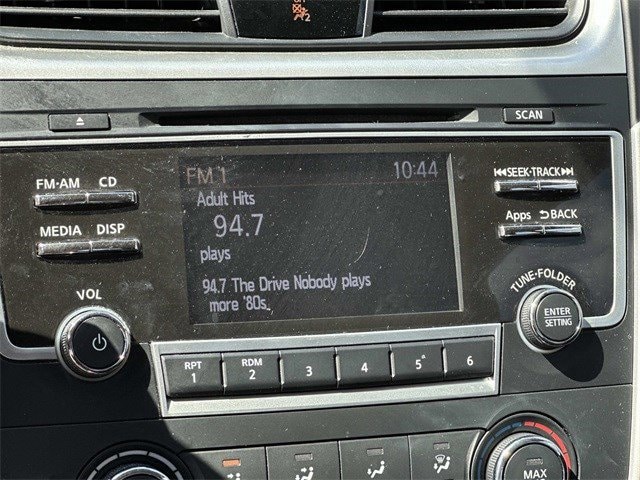 2
SCAN
FM·AM CD
FM 1 10:44
SEEK·TRACK
Adult Hits
94.7
Apps BACK
MEDIA DISP
plays
94.7 The Drive Nobody plays
more '80s,
TUNE·FOLDER
ENTER
SETTING
VOL
RPT
1
RDM
2
3
4
5
6
MAX